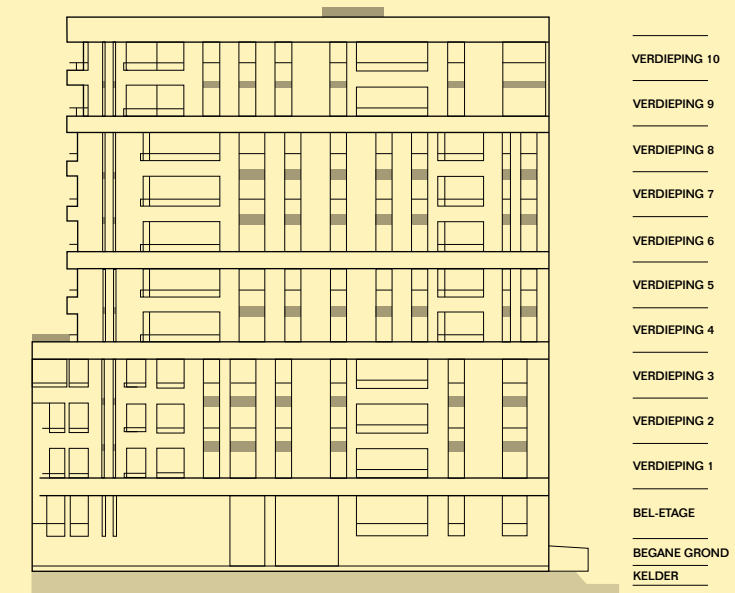 VERDIEPING 10
VERDIEPING 9
VERDIEPING 8
VERDIEPING 7
VERDIEPING 6
VERDIEPING 5
VERDIEPING 4
VERDIEPING 3
VERDIEPING 2
VERDIEPING 1
BEL-ETAGE
BEGANE GROND
KELDER